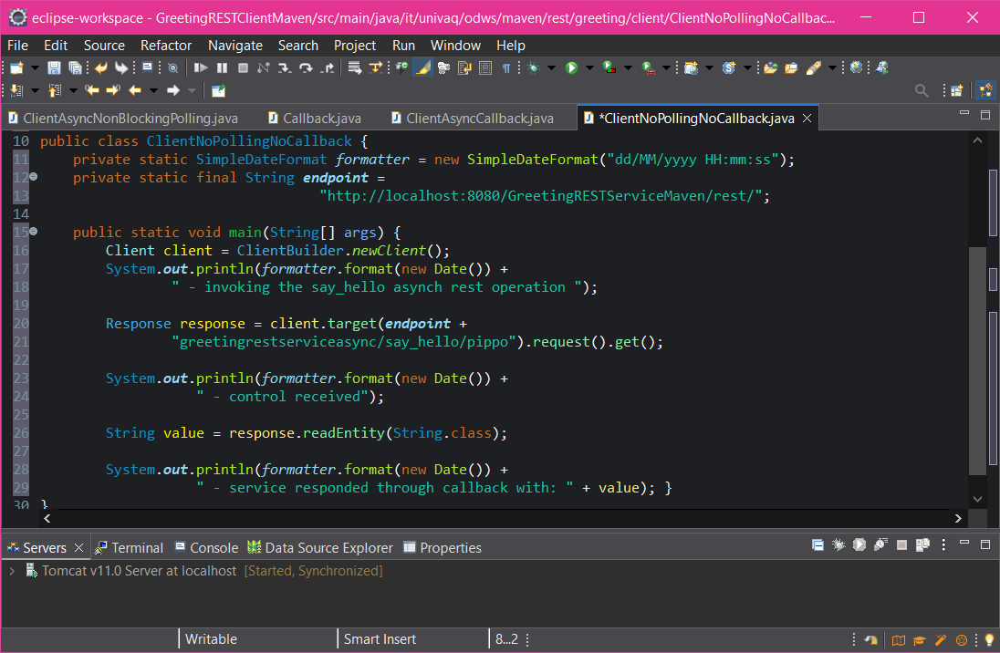 eclipse-workspace - GreetingRESTClientMaven/src/main/java/it/univaq/odws/maven/rest/greeting/client/ClientNoPollingNoCallbac...
File Edit Source Refactor Navigate Search Project Run Window Help
ClientAsyncNonBlockingPolling.java Callback.java ClientAsyncCallback.java *ClientNoPollingNoCallback.java
10 public class ClientNoPollingNoCallback {
11 private static SimpleDateFormat formatter = new SimpleDateFormat("dd/MM/yyyy HH:mm:ss");
12 private static final String endpoint =
13 "http://localhost:8080/GreetingRESTServiceMaven/rest/";
14
15 public static void main(String[] args) {
16 Client client = ClientBuilder.newClient();
17 System.out.println(formatter.format(new Date()) +
18 " - invoking the say_hello asynch rest operation ");
19
20 Response response = client.target(endpoint +
21 "greetingrestserviceasync/say_hello/pippo").request().get();
22
23 System.out.println(formatter.format(new Date()) +
24 " - control received");
25
26 String value = response.readEntity(String.class);
27
28 System.out.println(formatter.format(new Date()) +
29 " - service responded through callback with: " + value); }
30 }
Servers Terminal Console Data Source Explorer Properties
Tomcat v11.0 Server at localhost [Started, Synchronized]
Writable Smart Insert 8...2